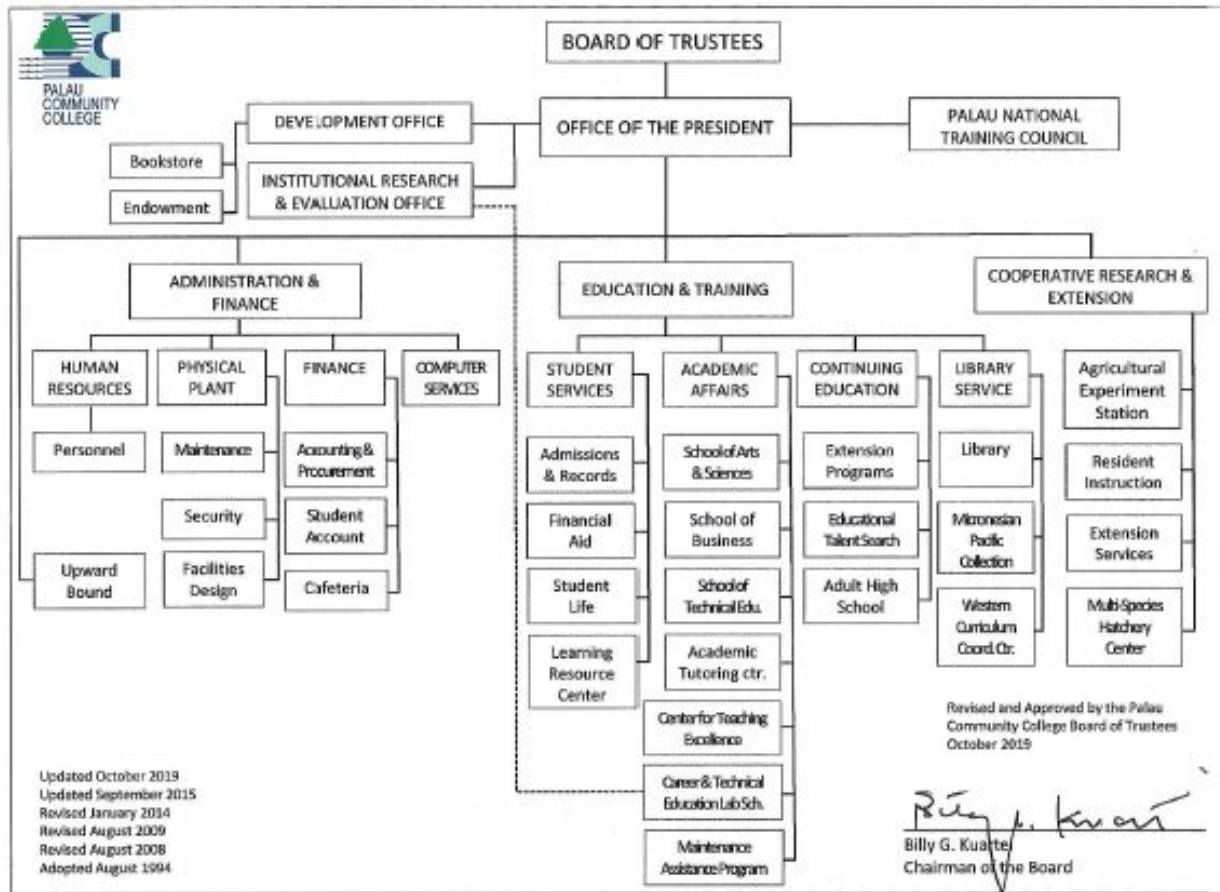 PALAU
COMMUNITY
COLLEGE
BOARD OF TRUSTEES
DEVELOPMENT OFFICE
OFFICE OF THE PRESIDENT
PALAU NATIONAL
TRAINING COUNCIL
Bookstore
Endowment
INSTITUTIONAL RESEARCH
& EVALUATION OFFICE
ADMINISTRATION &
FINANCE
EDUCATION & TRAINING
COOPERATIVE RESEARCH &
EXTENSION
HUMAN
RESOURCES
Personnel
Upward
Bound
PHYSICAL
PLANT
Maintenance
Security
Facilities
Design
FINANCE
Accounting &
Procurement
Student
Account
Cafeteria
COMPUTER
SERVICES
STUDENT
SERVICES
Admissions
& Records
Financial
Aid
Student
Life
Learning
Resource
Center
ACADEMIC
AFFAIRS
School of Arts
& Sciences
School of
Business
School of
Technical Edu.
Academic
Tutoring ctr.
Center for Teaching
Excellence
Career & Technical
Education Lab Sch.
Maintenance
Assistance Program
CONTINUING
EDUCATION
Extension
Programs
Educational
Talent Search
Adult High
School
LIBRARY
SERVICE
Library
Micronesian
Pacific
Collection
Western
Curriculum
Coord. Ctr.
Agricultural
Experiment
Station
Resident
Instruction
Extension
Services
Multi-Species
Hatchery
Center
Updated October 2019
Updated September 2015
Revised January 2014
Revised August 2009
Revised August 2008
Adopted August 1994
Revised and Approved by the Palau
Community College Board of Trustees
October 2019
Billy G. Kuartei
Chairman of the Board